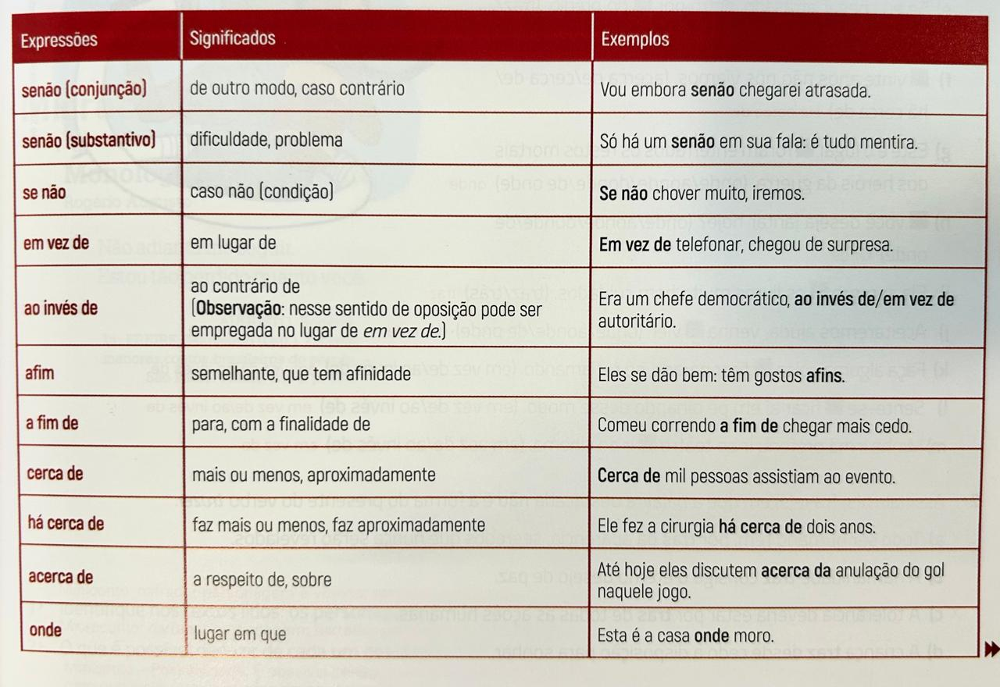 Expressões Significados Exemplos
senão (conjunção) de outro modo, caso contrário Vou embora senão chegarei atrasada.
senão (substantivo) dificuldade, problema Só há um senão em sua fala: é tudo mentira.
se não caso não (condição) Se não chover muito, iremos.
em vez de em lugar de Em vez de telefonar, chegou de surpresa.
ao invés de
ao contrário de
(Observação: nesse sentido de oposição pode ser
empregada no lugar de em vez de.)
Era um chefe democrático, ao invés de/em vez de
autoritário.
afim semelhante, que tem afinidade Eles se dão bem: têm gostos afins.
a fim de para, com a finalidade de Comeu correndo a fim de chegar mais cedo.
cerca de mais ou menos, aproximadamente Cerca de mil pessoas assistiam ao evento.
há cerca de faz mais ou menos, faz aproximadamente Ele fez a cirurgia há cerca de dois anos.
acerca de a respeito de, sobre
Até hoje eles discutem acerca da anulação do gol
naquele jogo.
onde lugar em que Esta é a casa onde moro.